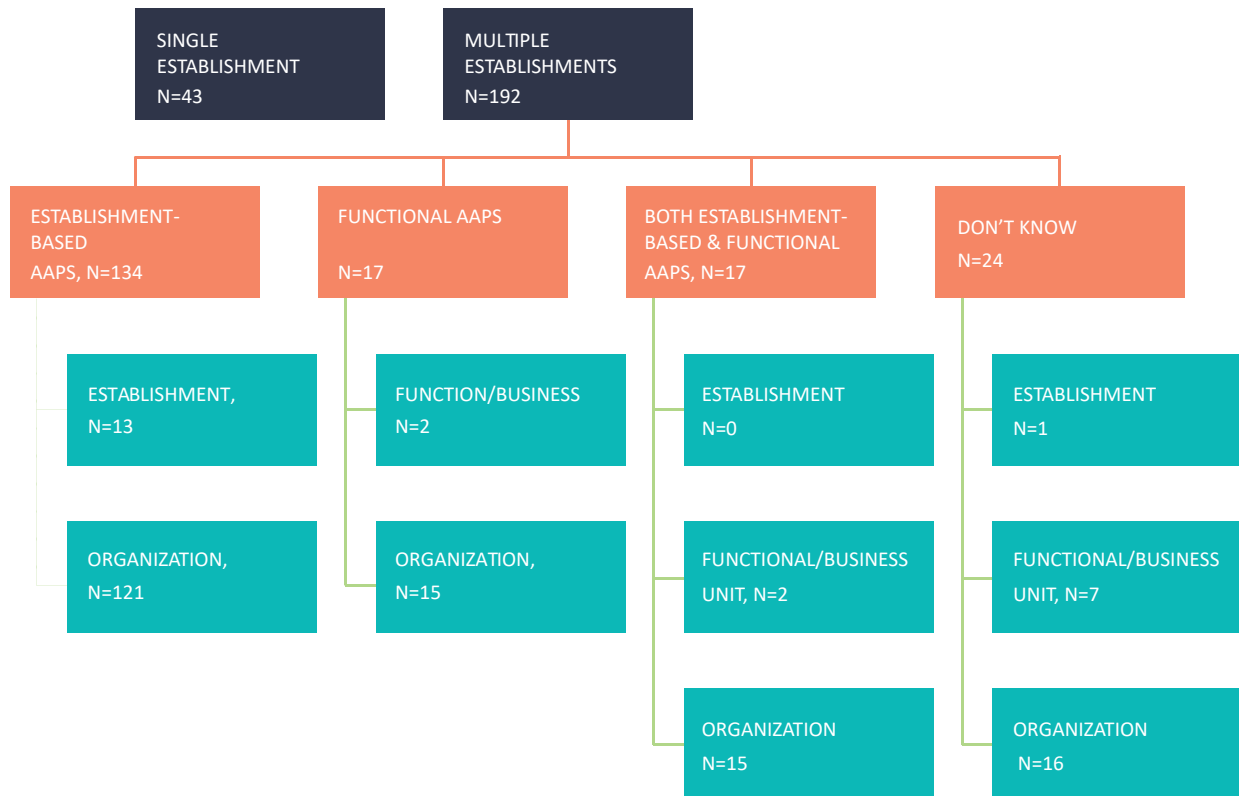 SINGLE
ESTABLISHMENT
N=43
MULTIPLE
ESTABLISHMENTS
N=192
ESTABLISHMENT-
BASED
AAPS, N=134
FUNCTIONAL AAPS
N=17
BOTH ESTABLISHMENT-
BASED & FUNCTIONAL
AAPS, N=17
DON’T KNOW
N=24
ESTABLISHMENT,
N=13
FUNCTION/BUSINESS
N=2
ESTABLISHMENT
N=0
ESTABLISHMENT
N=1
ORGANIZATION,
N=121
ORGANIZATION,
N=15
FUNCTIONAL/BUSINESS
UNIT, N=2
FUNCTIONAL/BUSINESS
UNIT, N=7
ORGANIZATION
N=15
ORGANIZATION
N=16